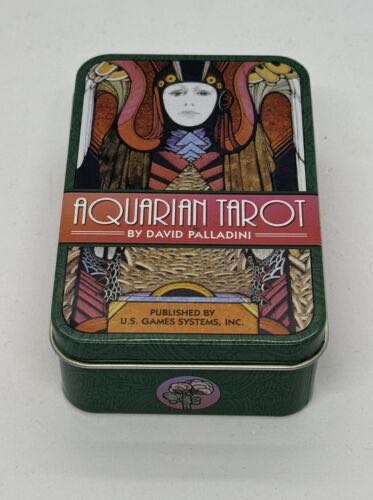 AQUARIAN TAROT
BY DAVID PALLADINI
PUBLISHED BY
U.S. GAMES SYSTEMS, INC.